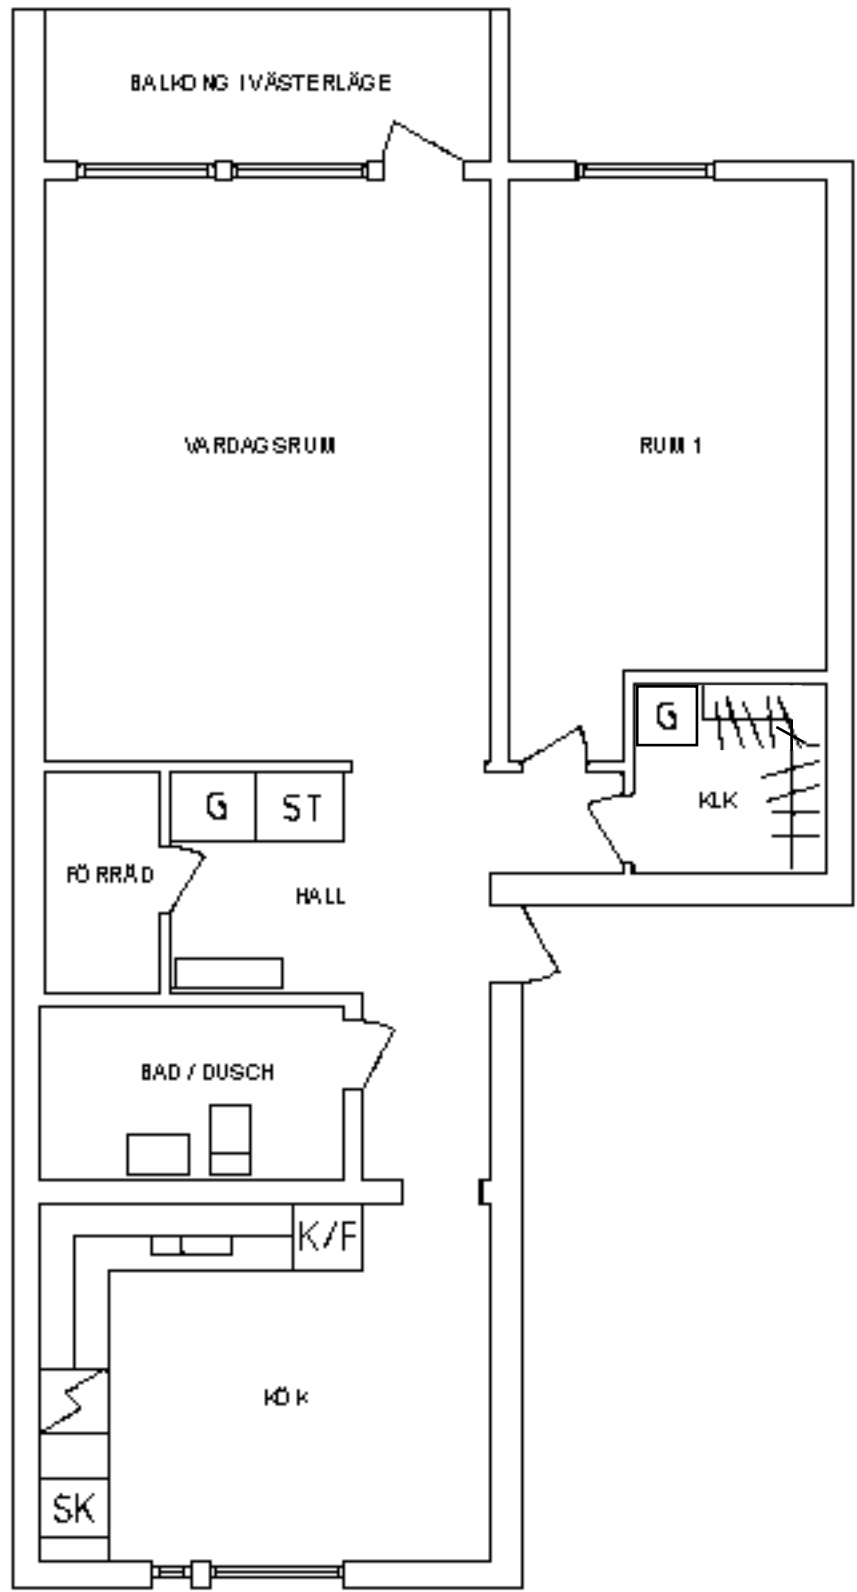 BALKONG I VÄSTERLÄGE
VARDAGSRUM
RUM 1
G
KLK
G
ST
FÖRRÅD
HALL
BAD / DUSCH
K/F
KÖK
SK